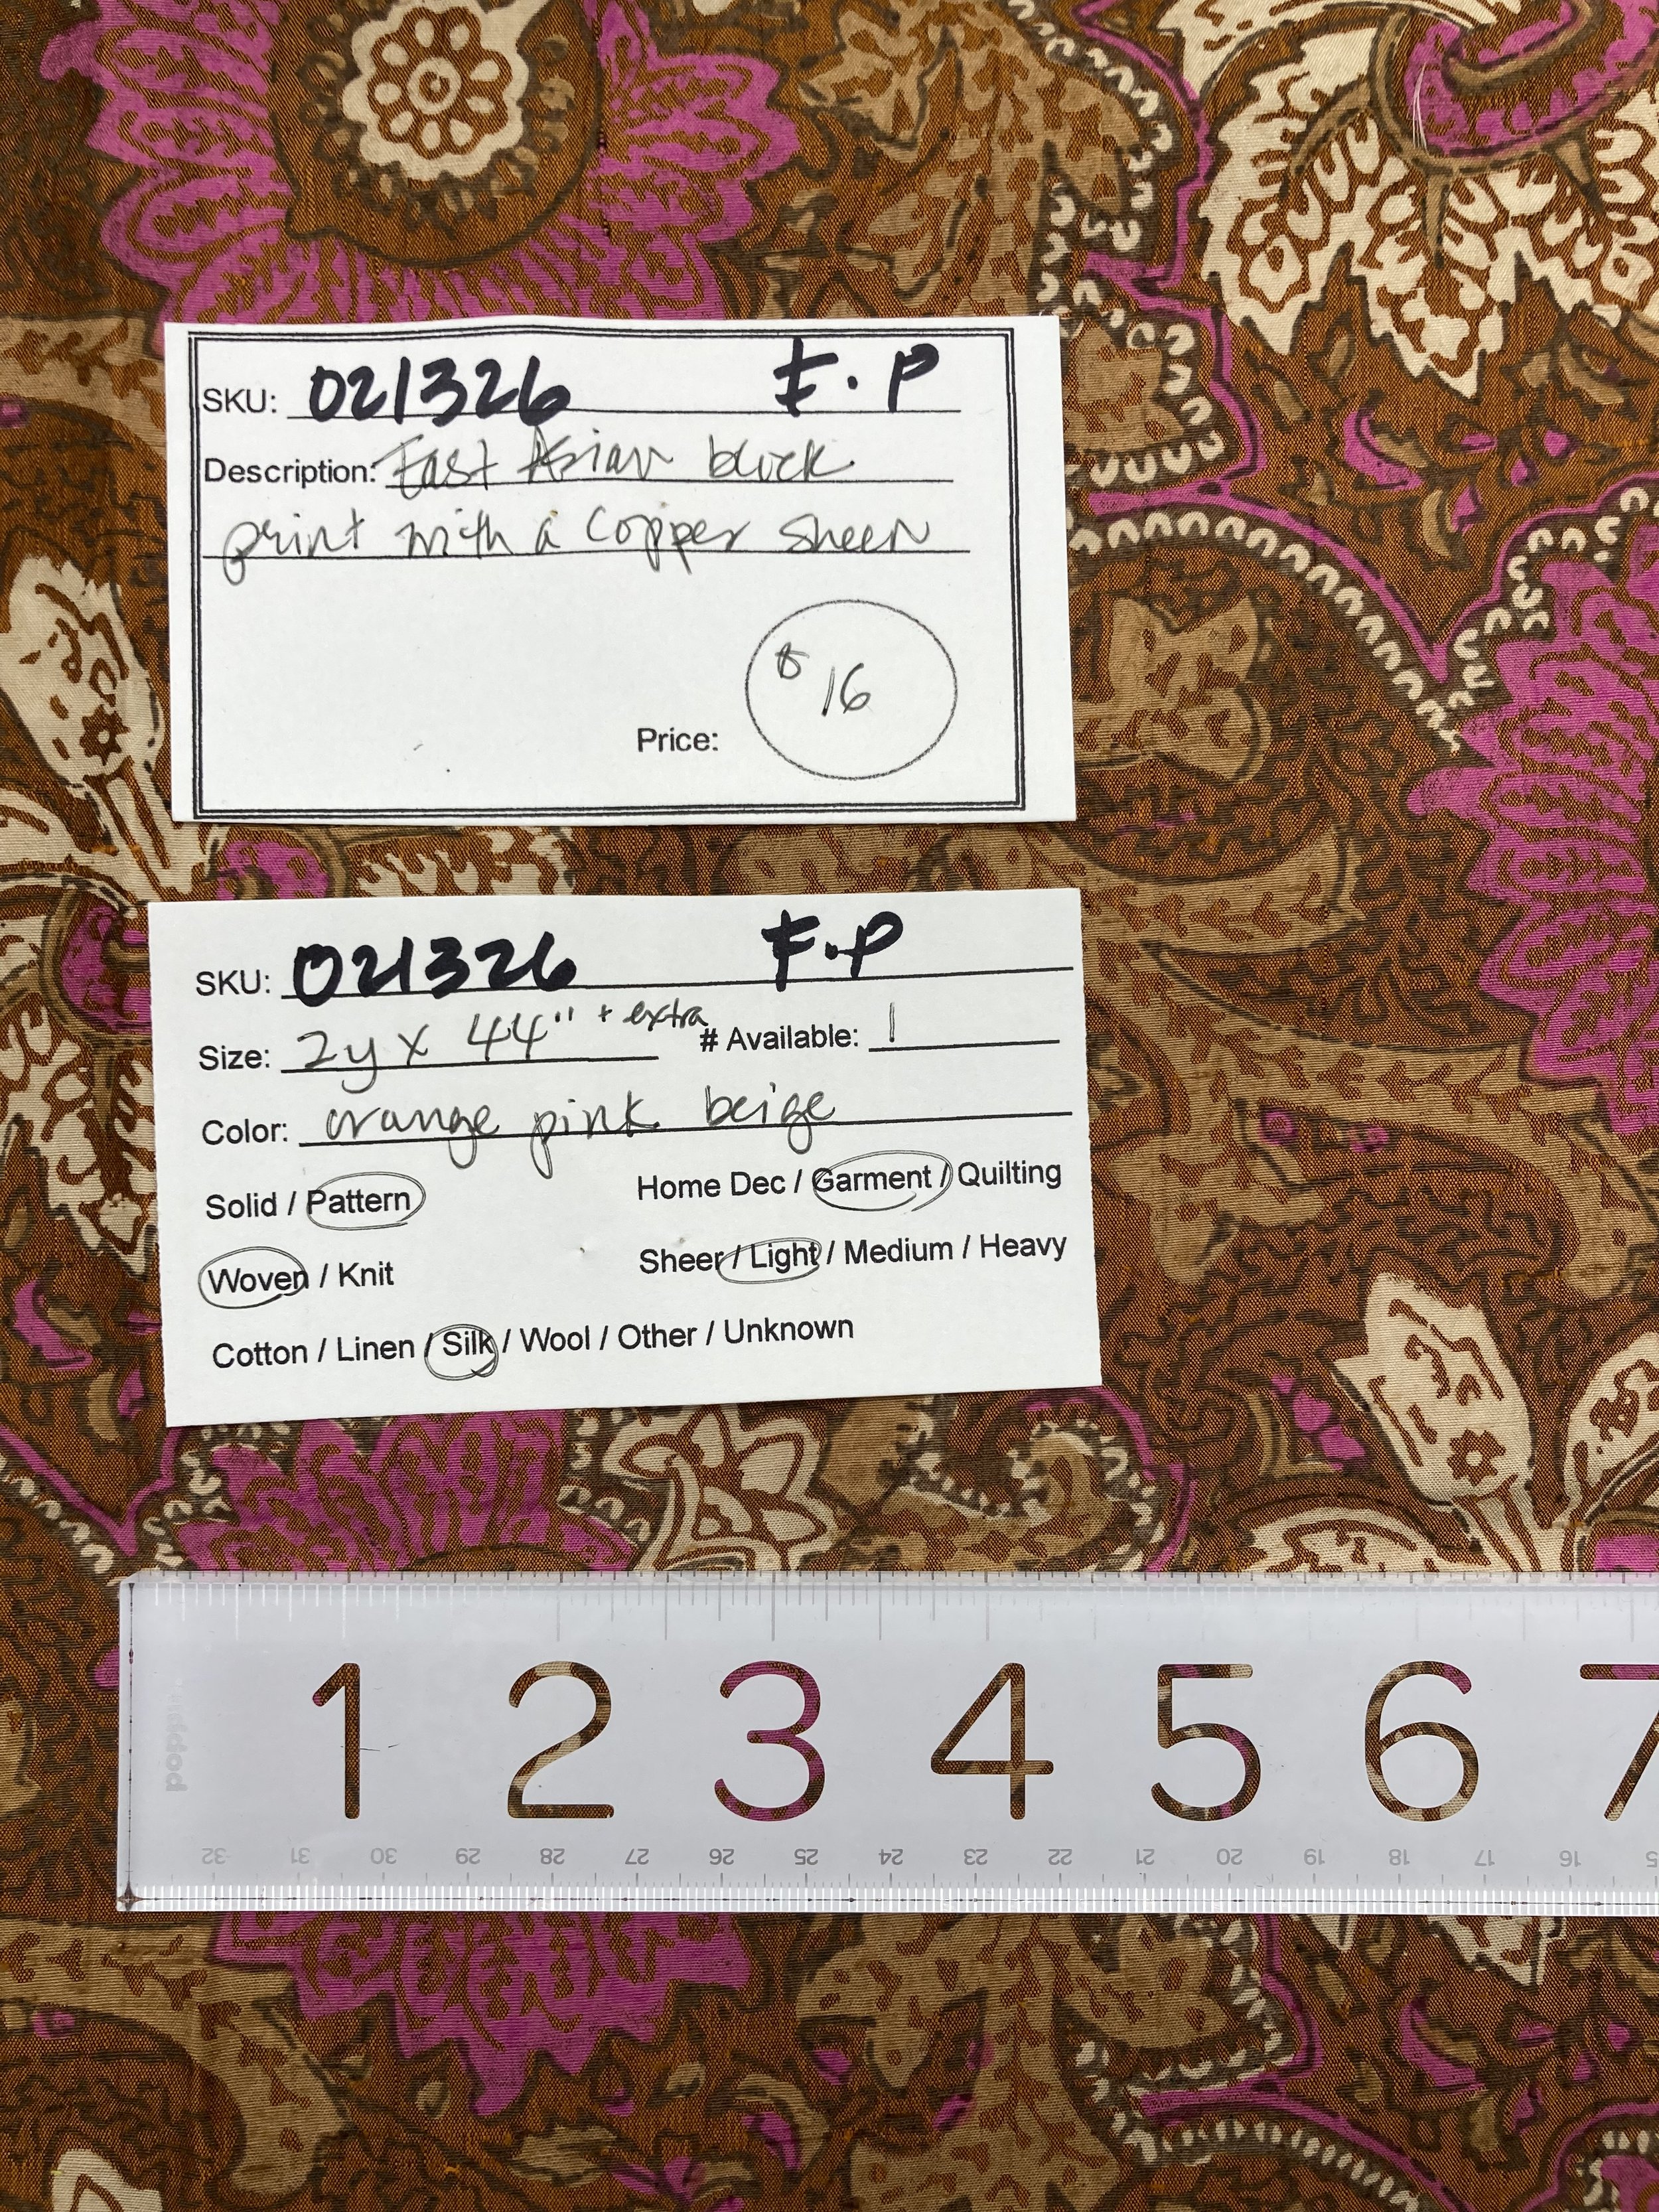 SKU: 021326 F.P
Description: East Asian block
print with a copper sheen
$16
Price:
SKU: 021326 F.P
Size: 2y x 44" + extra # Available: 1
Color: orange pink beige
Solid / Pattern Home Dec / Garment / Quilting
Woven / Knit Sheer / Light / Medium / Heavy
Cotton / Linen / Silk / Wool / Other / Unknown
1 2 3 4 5 6 7
32 31 30 29 28 27 26 25 24 23 22 21 20 19 18 17 16